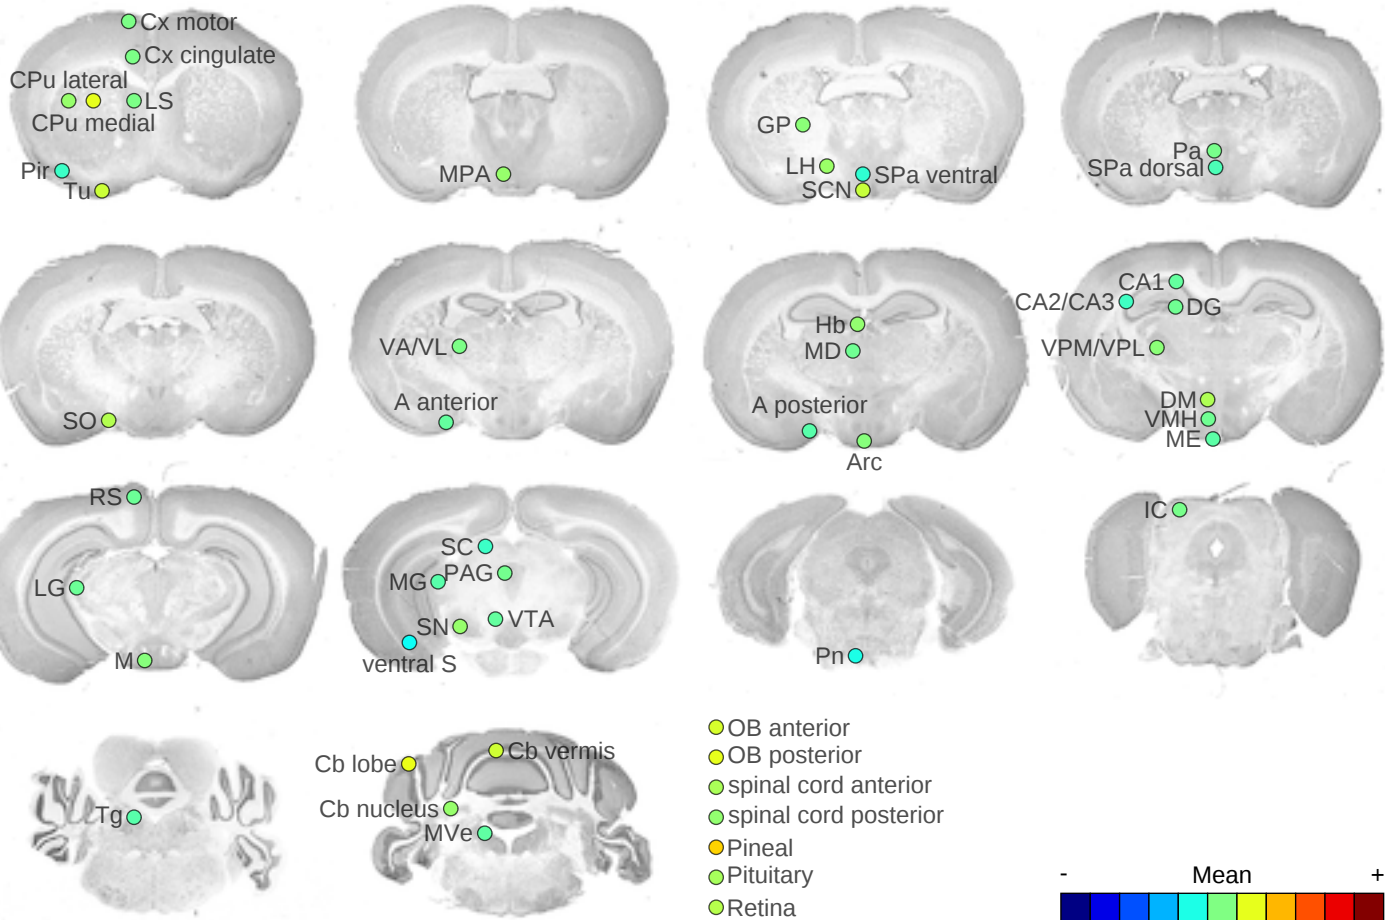 Cx motor
Cx cingulate
CPu lateral
LS
CPu medial
Pir
Tu
MPA
GP
LH
SPa ventral
SCN
Pa
SPa dorsal
SO
VA/VL
A anterior
Hb
MD
A posterior
Arc
CA1
CA2/CA3
DG
VPM/VPL
DM
VMH
ME
RS
LG
M
SC
MG
PAG
SN
VTA
ventral S
Pn
IC
Tg
Cb lobe
Cb vermis
Cb nucleus
MVe
OB anterior
OB posterior
spinal cord anterior
spinal cord posterior
Pineal
Pituitary
Retina
- Mean +